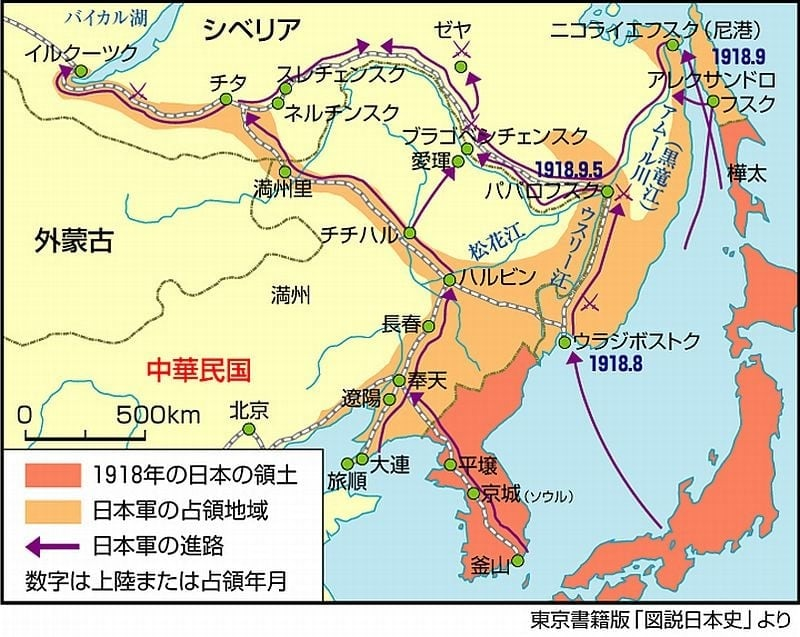 バイカル湖
シベリア
ゼヤ
ニコライエフスク(尼港)
1918.9
イルクーツク
チタ
スレチェンスク
ネルチンスク
アレクサンドロ
フスク
ブラゴベンチェンスク
愛琿
アムール川
(黒竜江)
樺太
1918.9.5
パバロフスク
満州里
外蒙古
チチハル
松花江
ウスリー江
ハルビン
満州
長春
ウラジボストク
1918.8
中華民国
奉天
遼陽
0 500km
北京
大連
旅順
平壌
京城(ソウル)
釜山
1918年の日本の領土
日本軍の占領地域
日本軍の進路
数字は上陸または占領年月
東京書籍版「図説日本史」より